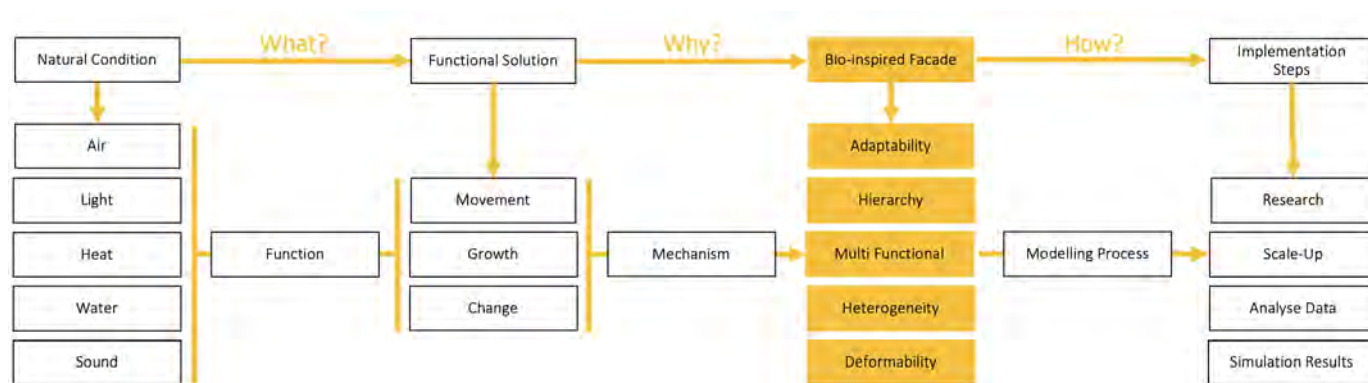 What?
Why?
How?
Natural Condition
Functional Solution
Bio-inspired Facade
Implementation
Steps
Air
Adaptability
Light
Movement
Hierarchy
Research
Heat
Function
Growth
Mechanism
Multi Functional
Modelling Process
Scale-Up
Water
Change
Heterogeneity
Analyse Data
Sound
Deformability
Simulation Results